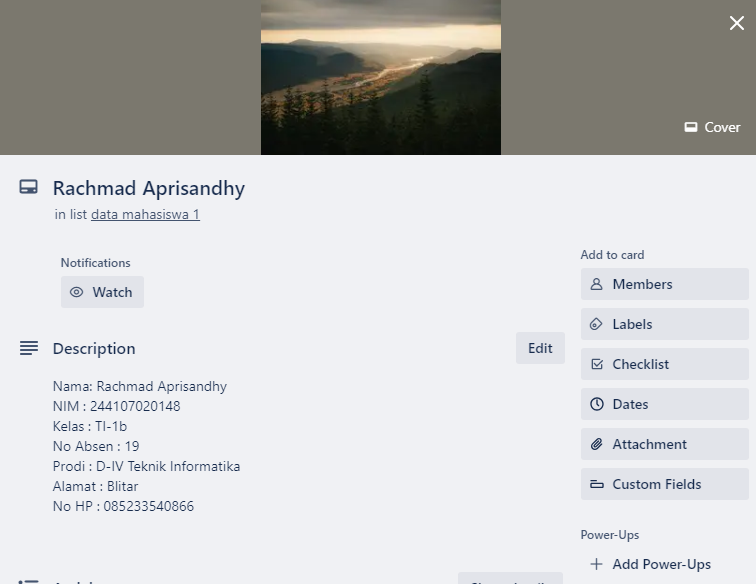 Cover
Rachmad Aprisandhy
in list data mahasiswa 1
Notifications
Watch
Description
Edit
Nama: Rachmad Aprisandhy
NIM : 244107020148
Kelas : TI-1b
No Absen : 19
Prodi : D-IV Teknik Informatika
Alamat : Blitar
No HP : 085233540866
Add to card
Members
Labels
Checklist
Dates
Attachment
Custom Fields
Power-Ups
Add Power-Ups